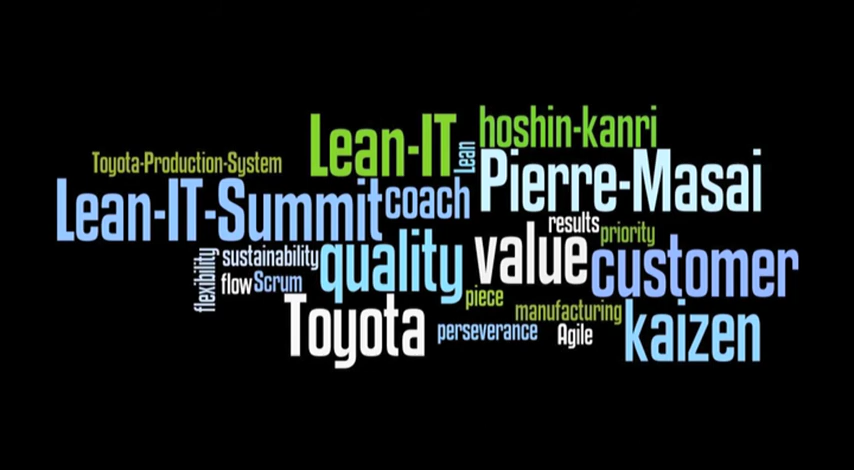 Lean-IT
hoshin-kanri
Toyota-Production-System
Lean
Pierre-Masai
Lean-IT-Summit
coach
results
priority
flexibility
sustainability
quality
value
customer
flow
Scrum
piece
Toyota
perseverance
manufacturing
Agile
kaizen